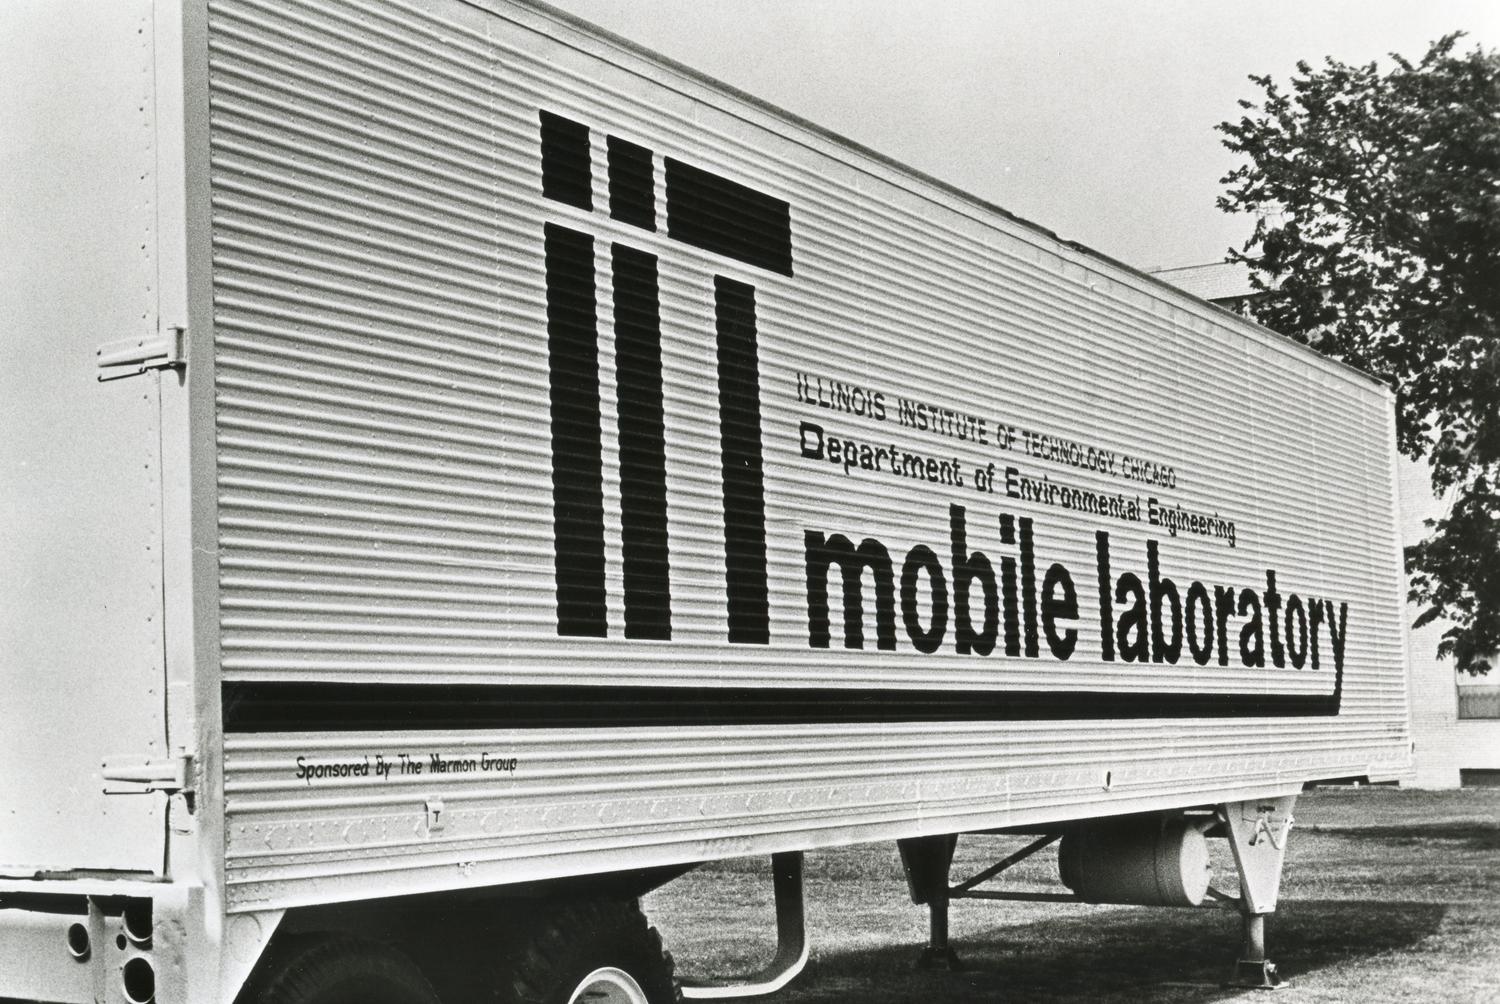 iiT
ILLINOIS INSTITUTE OF TECHNOLOGY, CHICAGO
Department of Environmental Engineering
mobile laboratory
Sponsored By The Marmon Group
T